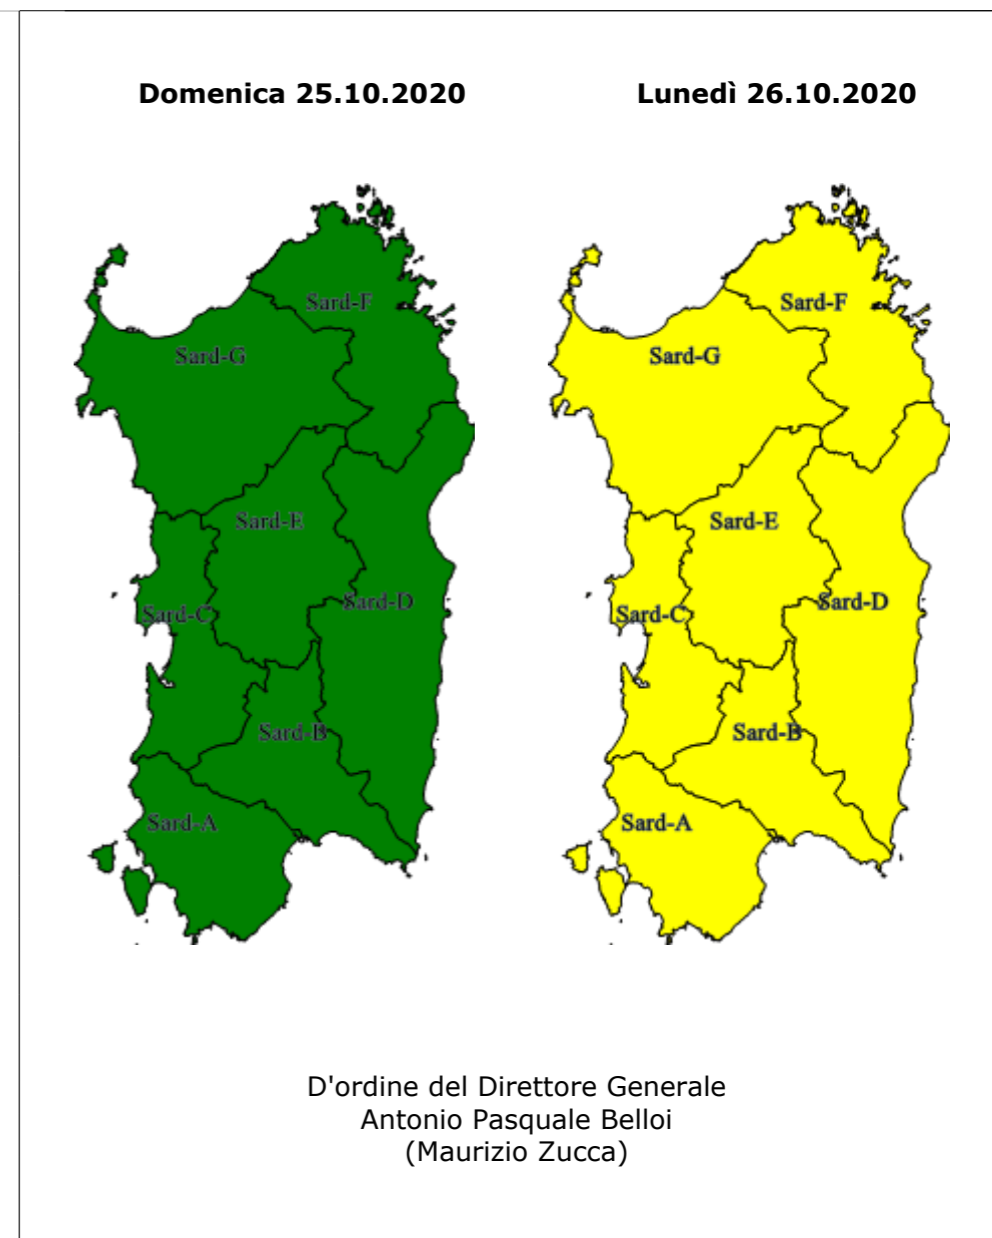 Domenica 25.10.2020
Lunedì 26.10.2020
Sard-F
Sard-G
Sard-E
Sard-D
Sard-C
Sard-B
Sard-A
Sard-F
Sard-G
Sard-E
Sard-D
Sard-C
Sard-B
Sard-A
D'ordine del Direttore Generale
Antonio Pasquale Belloi
(Maurizio Zucca)